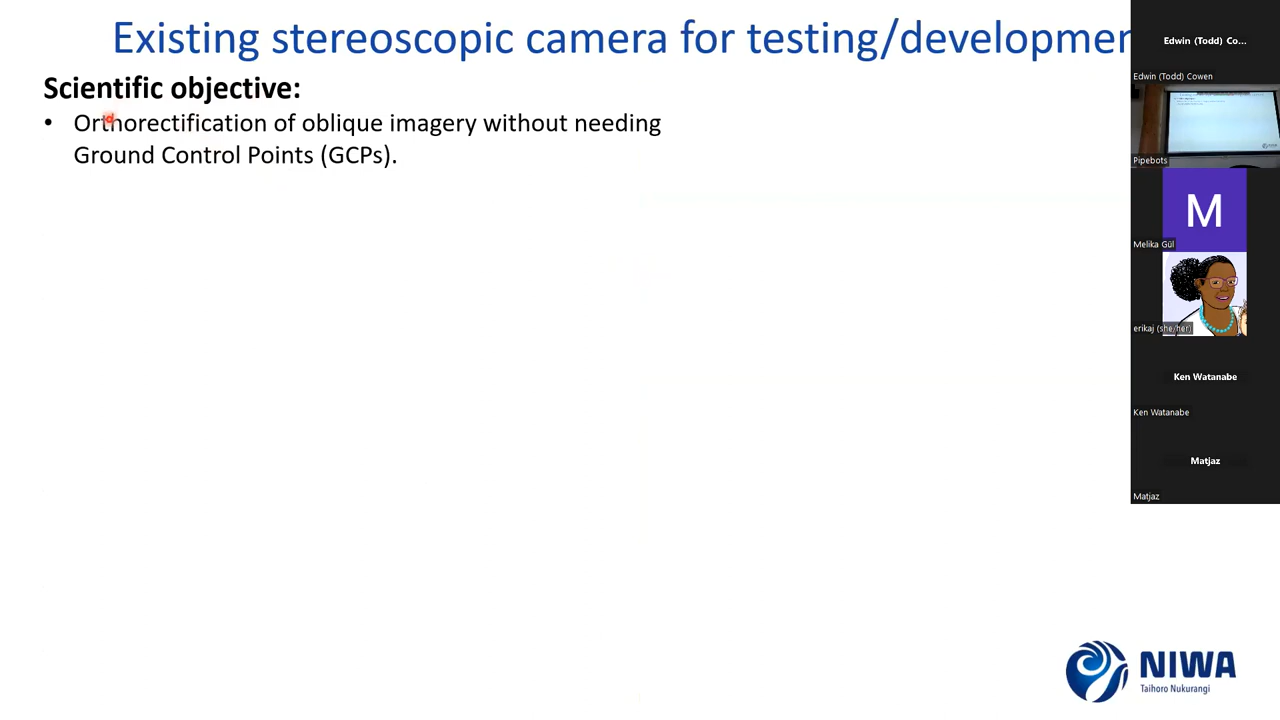 Existing stereoscopic camera for testing/developmen
Scientific objective:
• Orthorectification of oblique imagery without needing
Ground Control Points (GCPs).
Edwin (Todd) Co...
Edwin (Todd) Cowen
Pipebots
M
Melika Gül
erikaj (she/her)
Ken Watanabe
Ken Watanabe
Matjaz
Matjaz
NIWA
Taihoro Nukurangi